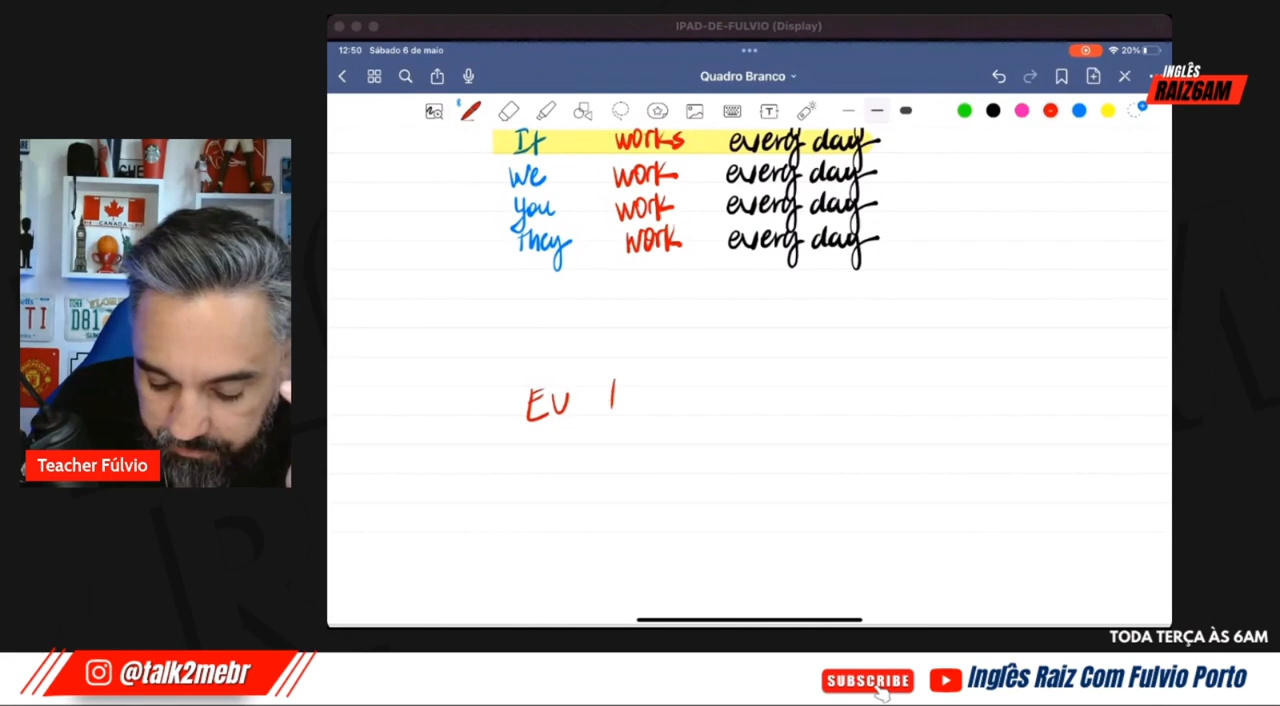 IPAD-DE-FULVIO (Display)
12:50 Sábado 6 de maio
20%
Quadro Branco
INGLÊS
RAIZ6AM
It works every day
We work every day
you work every day
They work every day
CANADA
TI
Eu I
Teacher Fúlvio
TODA TERÇA ÀS 6AM
@talk2mebr
SUBSCRIBE
Inglês Raiz Com Fulvio Porto